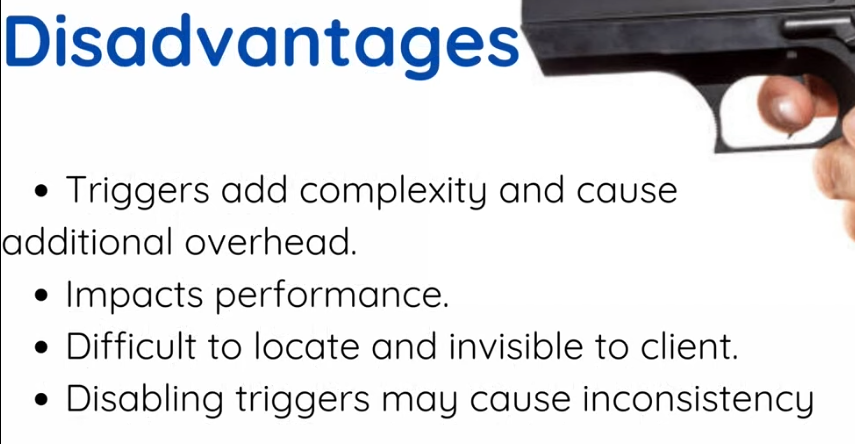 Disadvantages
• Triggers add complexity and cause
additional overhead.
• Impacts performance.
• Difficult to locate and invisible to client.
• Disabling triggers may cause inconsistency